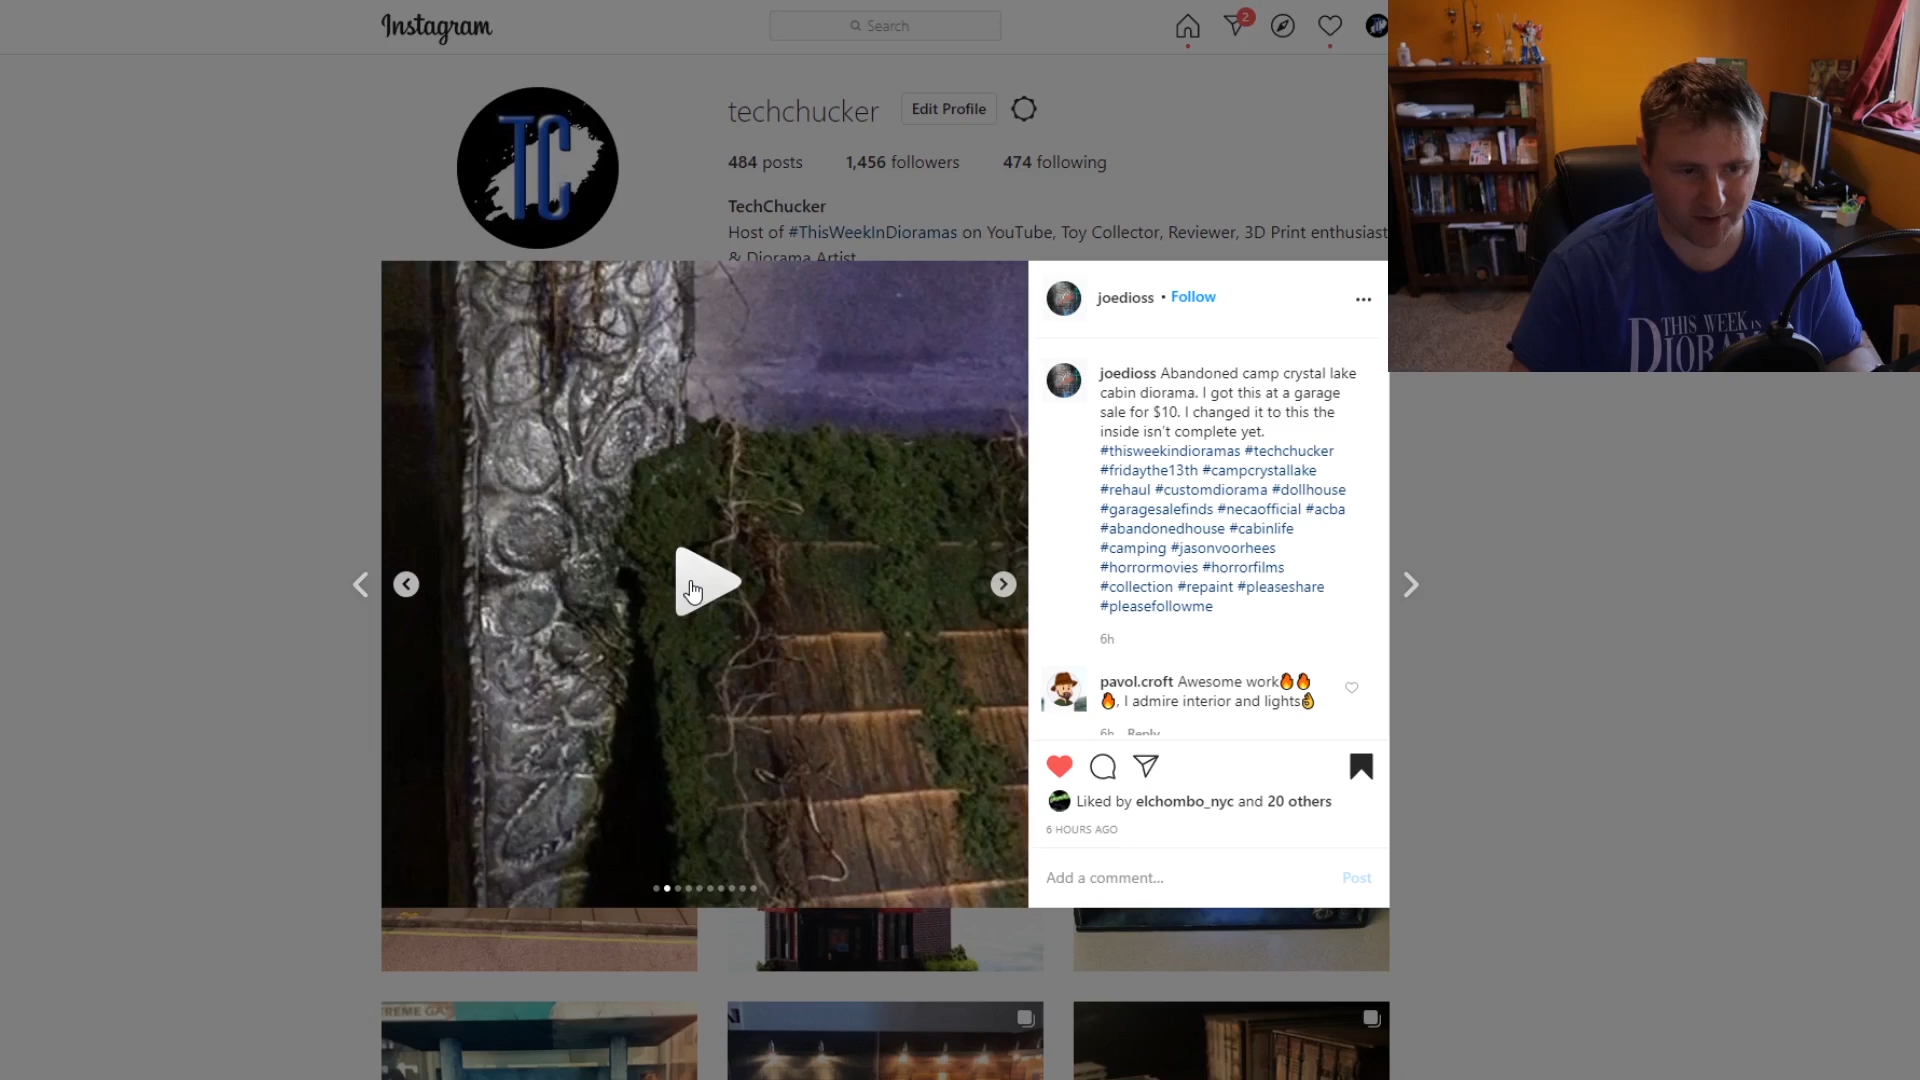 Instagram
Search
2
TC
techchucker Edit Profile
484 posts 1,456 followers 474 following
TechChucker
Host of #ThisWeekInDioramas on YouTube, Toy Collector, Reviewer, 3D Print enthusiast
& Diorama Artist
THIS WEEK IN
joedioss • Follow
joedioss Abandoned camp crystal lake
cabin diorama. I got this at a garage
sale for $10. I changed it to this the
inside isn't complete yet.
#thisweekindioramas #techchucker
#fridaythe13th #campcrystallake
#rehaul #customdiorama #dollhouse
#garagesalefinds #necaofficial #acba
#abandonedhouse #cabinlife
#camping #jasonvoorhees
#horrormovies #horrorfilms
#collection #repaint #pleaseshare
#pleasefollowme
6h
pavol.croft Awesome work🔥🔥
🔥, I admire interior and lights👌
6h Reply
Liked by elchombo_nyc and 20 others
6 HOURS AGO
Add a comment... Post